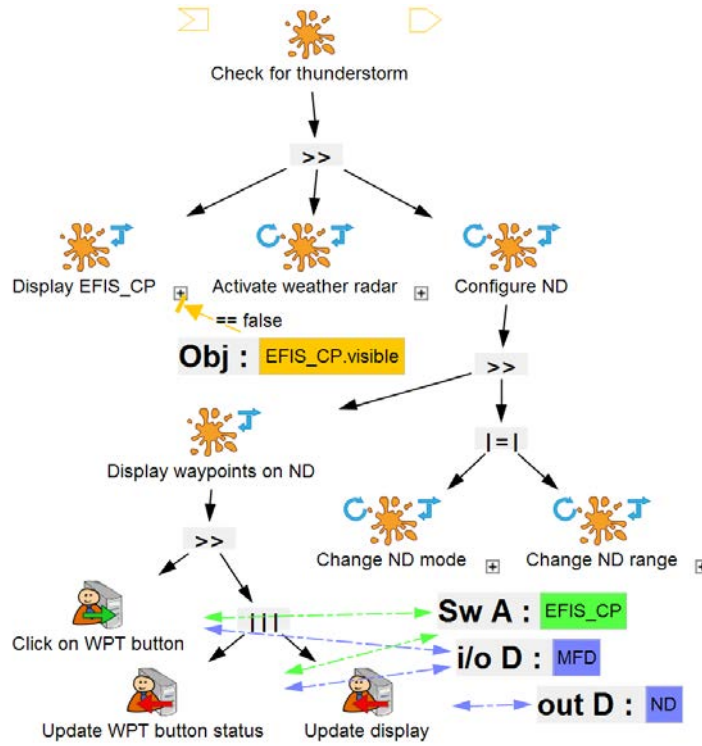 Check for thunderstorm
>>
Display EFIS_CP
Activate weather radar
Configure ND
== false
Obj : EFIS_CP.visible
>>
Display waypoints on ND
|=|
>>
Change ND mode
Change ND range
Click on WPT button
|||
Sw A : EFIS_CP
i/o D : MFD
Update WPT button status
Update display
out D : ND